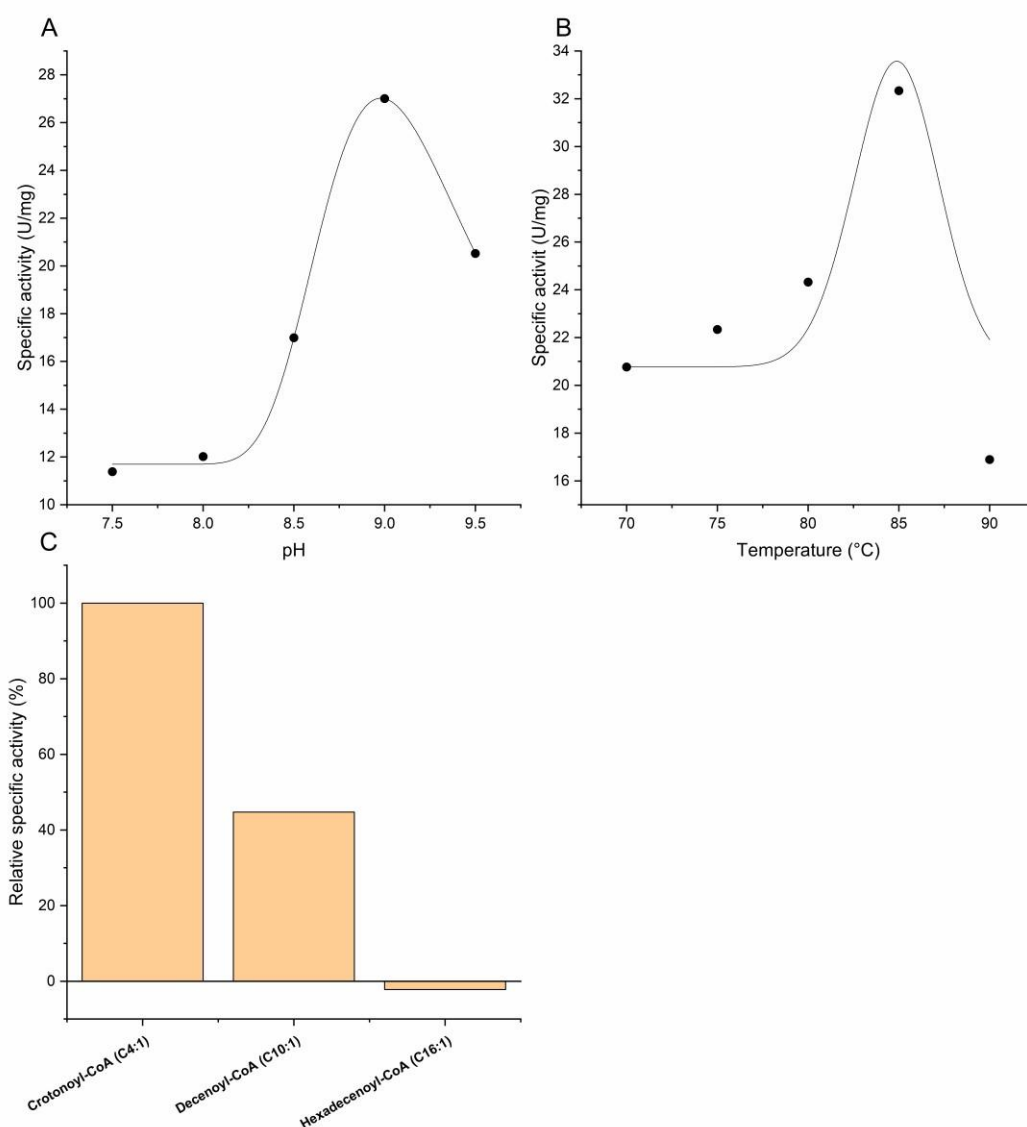 A
Specific activity (U/mg)
28
26
24
22
20
18
16
14
12
10
7.5 8.0 8.5 9.0 9.5
pH
B
Specific activit (U/mg)
34
32
30
28
26
24
22
20
18
16
70 75 80 85 90
Temperature (°C)
C
Relative specific activity (%)
100
80
60
40
20
0
Crotonoyl-CoA (C4:1)
Decenoyl-CoA (C10:1)
Hexadecenoyl-CoA (C16:1)